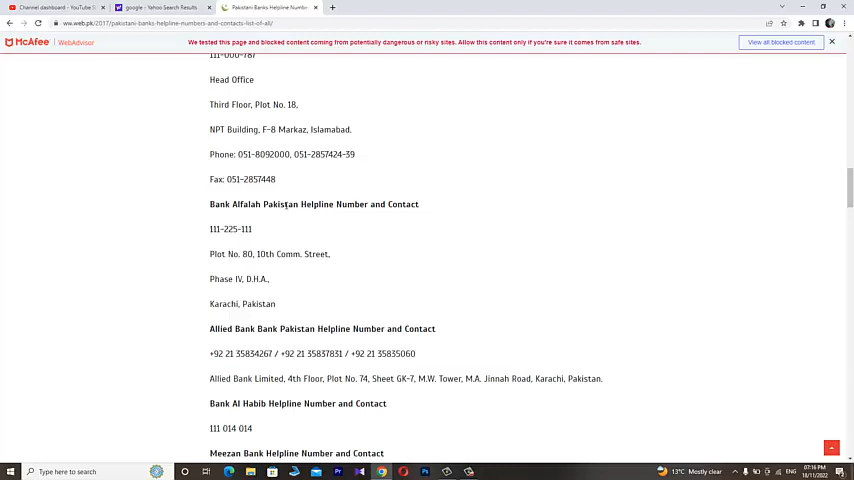 Channel dashboard - YouTube S
google - Yahoo Search Results
Pakistani Banks Helpline Numbers
www.web.pk/2017/pakistani-banks-helpline-numbers-and-contacts-list-of-all/
McAfee WebAdvisor
We tested this page and blocked content coming from potentially dangerous or risky sites. Allow this content only if you're sure it comes from safe sites.
View all blocked content
111-000-787
Head Office
Third Floor, Plot No. 18,
NPT Building, F-8 Markaz, Islamabad.
Phone: 051-8092000, 051-2857424-39
Fax: 051-2857448
Bank Alfalah Pakistan Helpline Number and Contact
111-225-111
Plot No. 80, 10th Comm. Street,
Phase IV, D.H.A.,
Karachi, Pakistan
Allied Bank Bank Pakistan Helpline Number and Contact
+92 21 35834267 / +92 21 35837831 / +92 21 35835060
Allied Bank Limited, 4th Floor, Plot No. 74, Sheet GK-7, M.W. Tower, M.A. Jinnah Road, Karachi, Pakistan.
Bank Al Habib Helpline Number and Contact
111 014 014
Meezan Bank Helpline Number and Contact
Type here to search
13°C Mostly clear
ENG
07:16 PM
18/11/2022